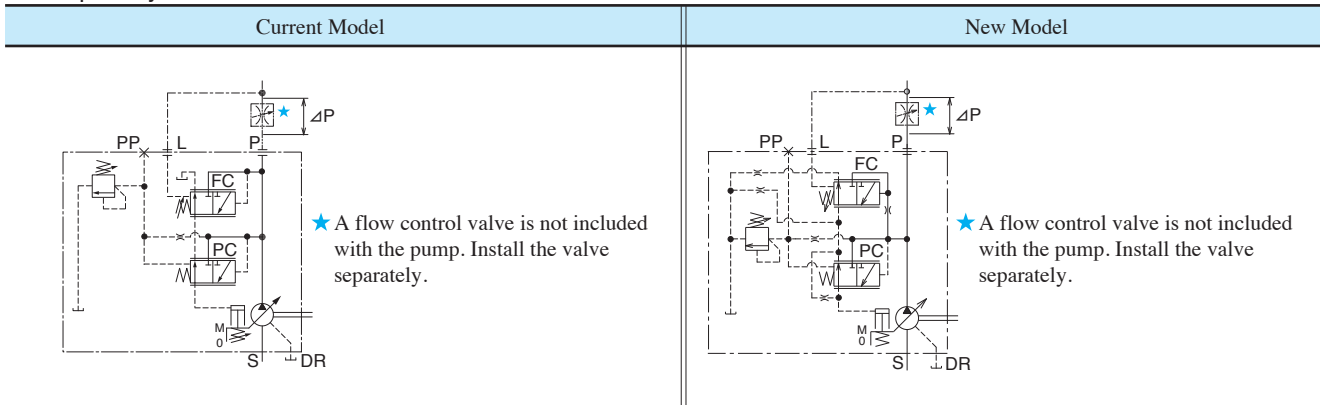 Current Model
New Model
⊿P
PP
L
P
FC
PC
M
0
S
DR
★ A flow control valve is not included
with the pump. Install the valve
separately.
⊿P
PP
L
P
FC
PC
M
0
S
DR
★ A flow control valve is not included
with the pump. Install the valve
separately.